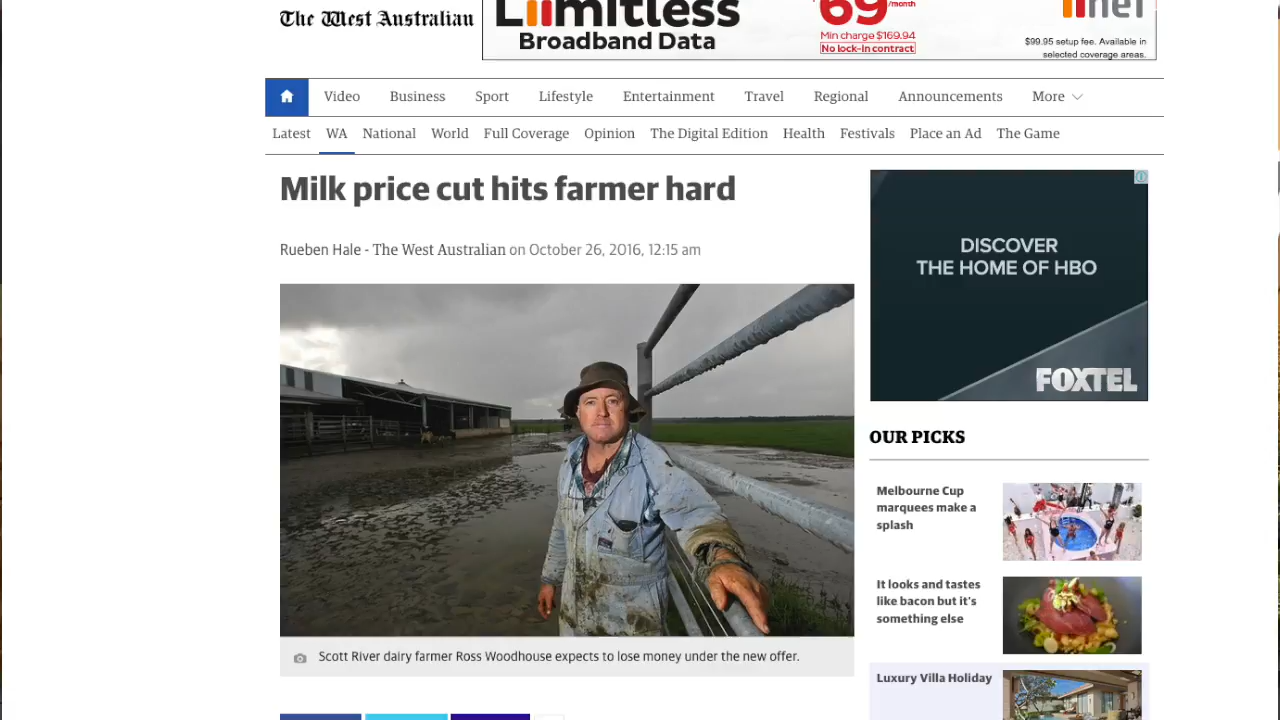 The West Australian
Limitless
Broadband Data
69 /month
Min charge $169.94
No lock-in contract
iinet
$99.95 setup fee. Available in
selected coverage areas.
Video Business Sport Lifestyle Entertainment Travel Regional Announcements More
Latest WA National World Full Coverage Opinion The Digital Edition Health Festivals Place an Ad The Game
Milk price cut hits farmer hard
Rueben Hale - The West Australian on October 26, 2016, 12:15 am
Scott River dairy farmer Ross Woodhouse expects to lose money under the new offer.
DISCOVER
THE HOME OF HBO
FOXTEL
OUR PICKS
Melbourne Cup
marquees make a
splash
It looks and tastes
like bacon but it's
something else
Luxury Villa Holiday